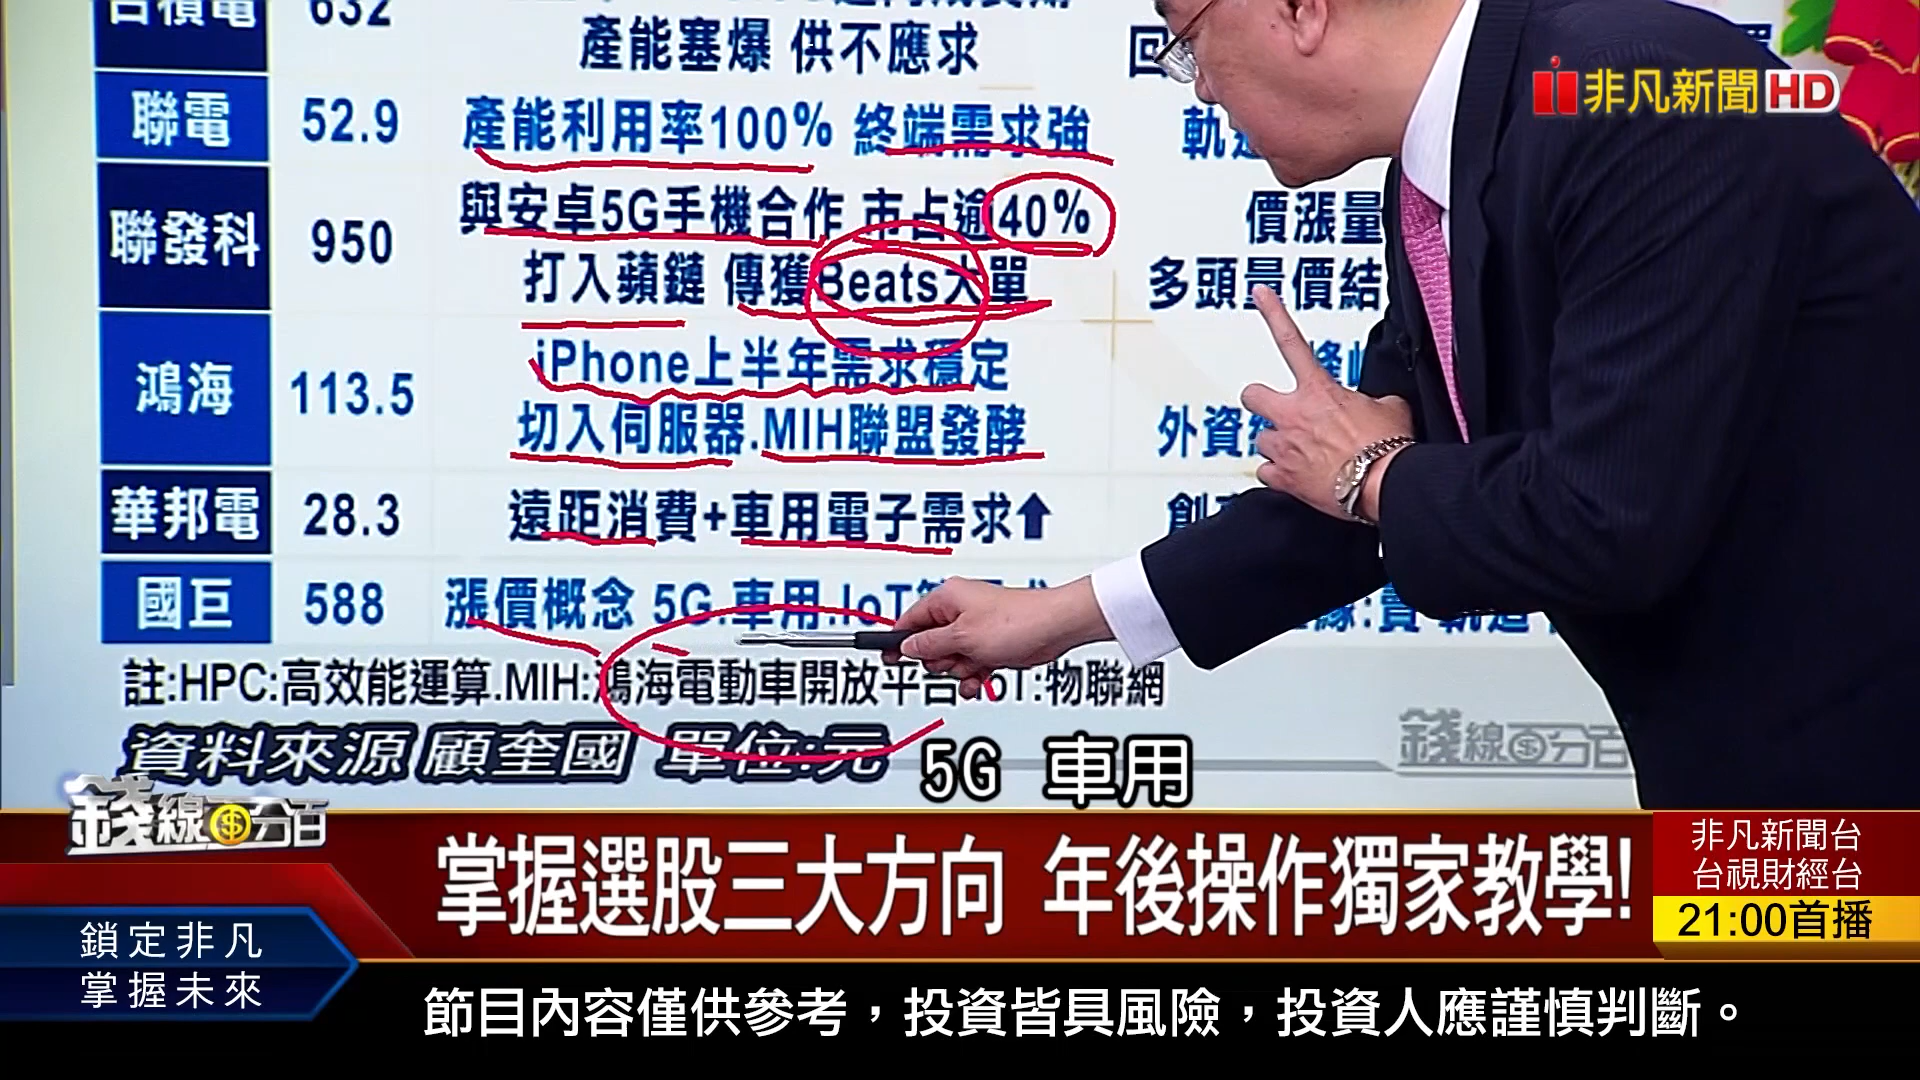 台積電 632
產能塞爆 供不應求 回
非凡新聞HD
聯電 52.9 產能利用率100% 終端需求強
聯發科 950 與安卓5G手機合作 市占逾40% 價漲量
打入蘋鏈 傳獲Beats大單 多頭量價結
鴻海 113.5 iPhone上半年需求穩定
切入伺服器.MIH聯盟發酵 外資
華邦電 28.3 遠距消費+車用電子需求↑
國巨 588 漲價概念 5G.車用.IoT
註:HPC:高效能運算.MIH:鴻海電動車開放平台 IoT:物聯網
資料來源 顧奎國 單位:元
錢線百分百
5G 車用
錢線百分百
掌握選股三大方向 年後操作獨家教學!
非凡新聞台
台視財經台
21:00首播
鎖定非凡
掌握未來
節目內容僅供參考，投資皆具風險，投資人應謹慎判斷。